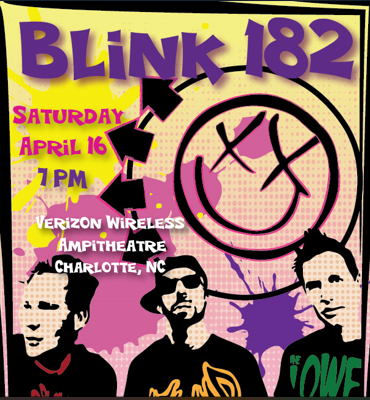 Blink 182
Saturday
April 16
7 PM
Verizon Wireless
Ampitheatre
Charlotte, NC